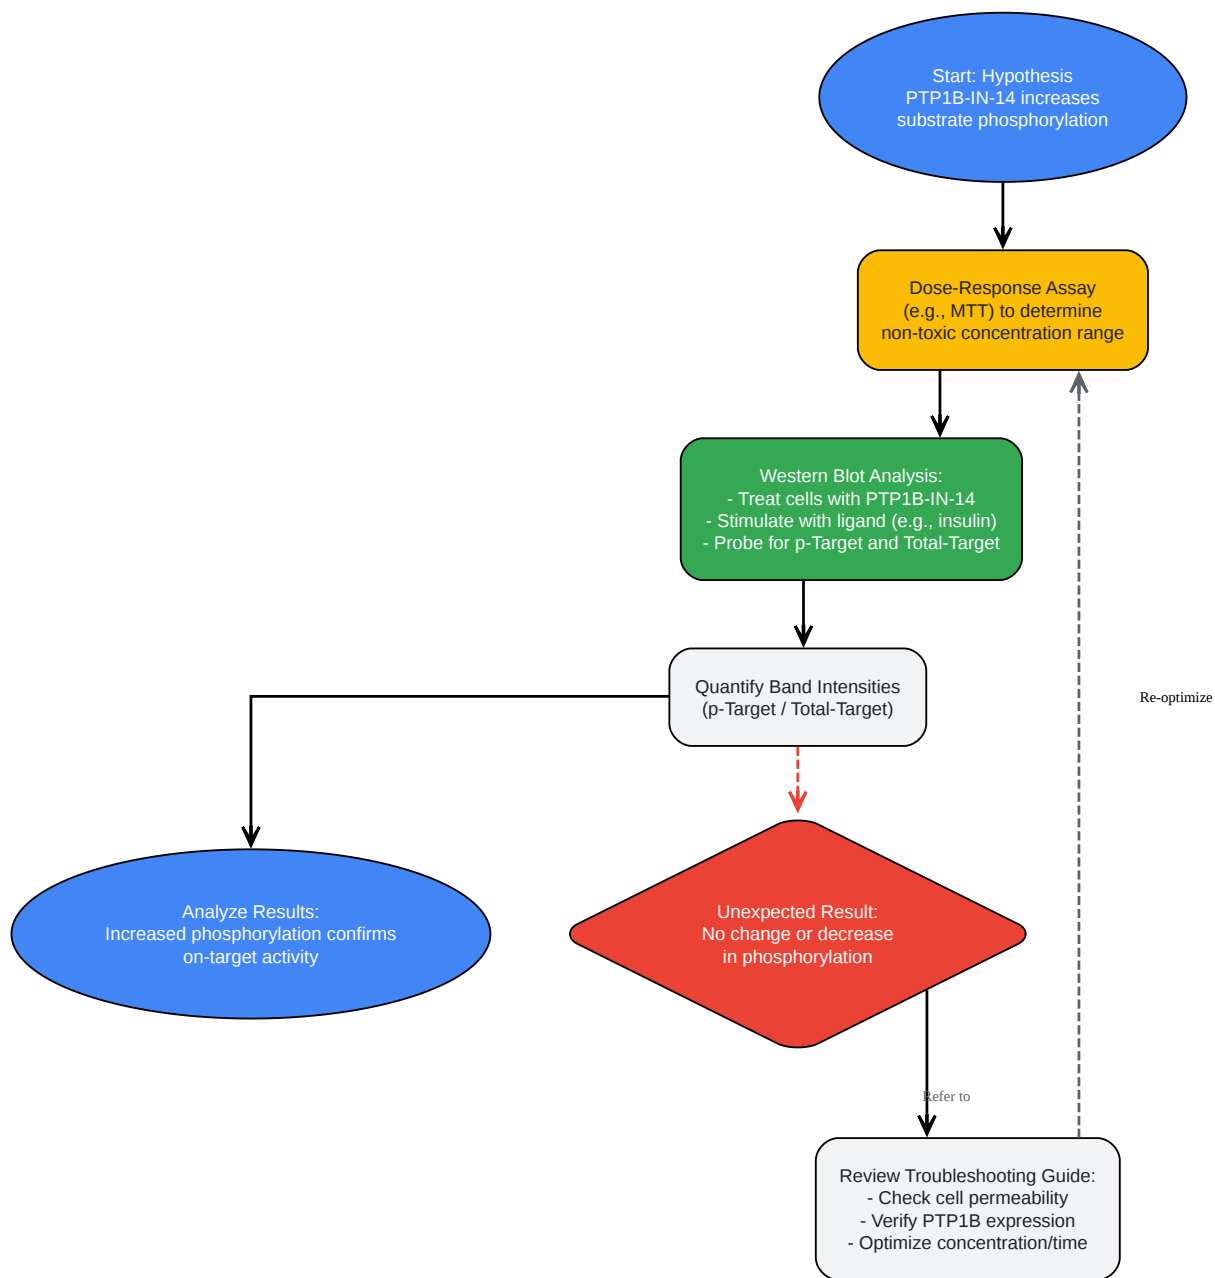 Start: Hypothesis
PTP1B-IN-14 increases
substrate phosphorylation
Dose-Response Assay
(e.g., MTT) to determine
non-toxic concentration range
Western Blot Analysis:
- Treat cells with PTP1B-IN-14
- Stimulate with ligand (e.g., insulin)
- Probe for p-Target and Total-Target
Quantify Band Intensities
(p-Target / Total-Target)
Re-optimize
Analyze Results:
Increased phosphorylation confirms
on-target activity
Unexpected Result:
No change or decrease
in phosphorylation
Refer to
Review Troubleshooting Guide:
- Check cell permeability
- Verify PTP1B expression
- Optimize concentration/time